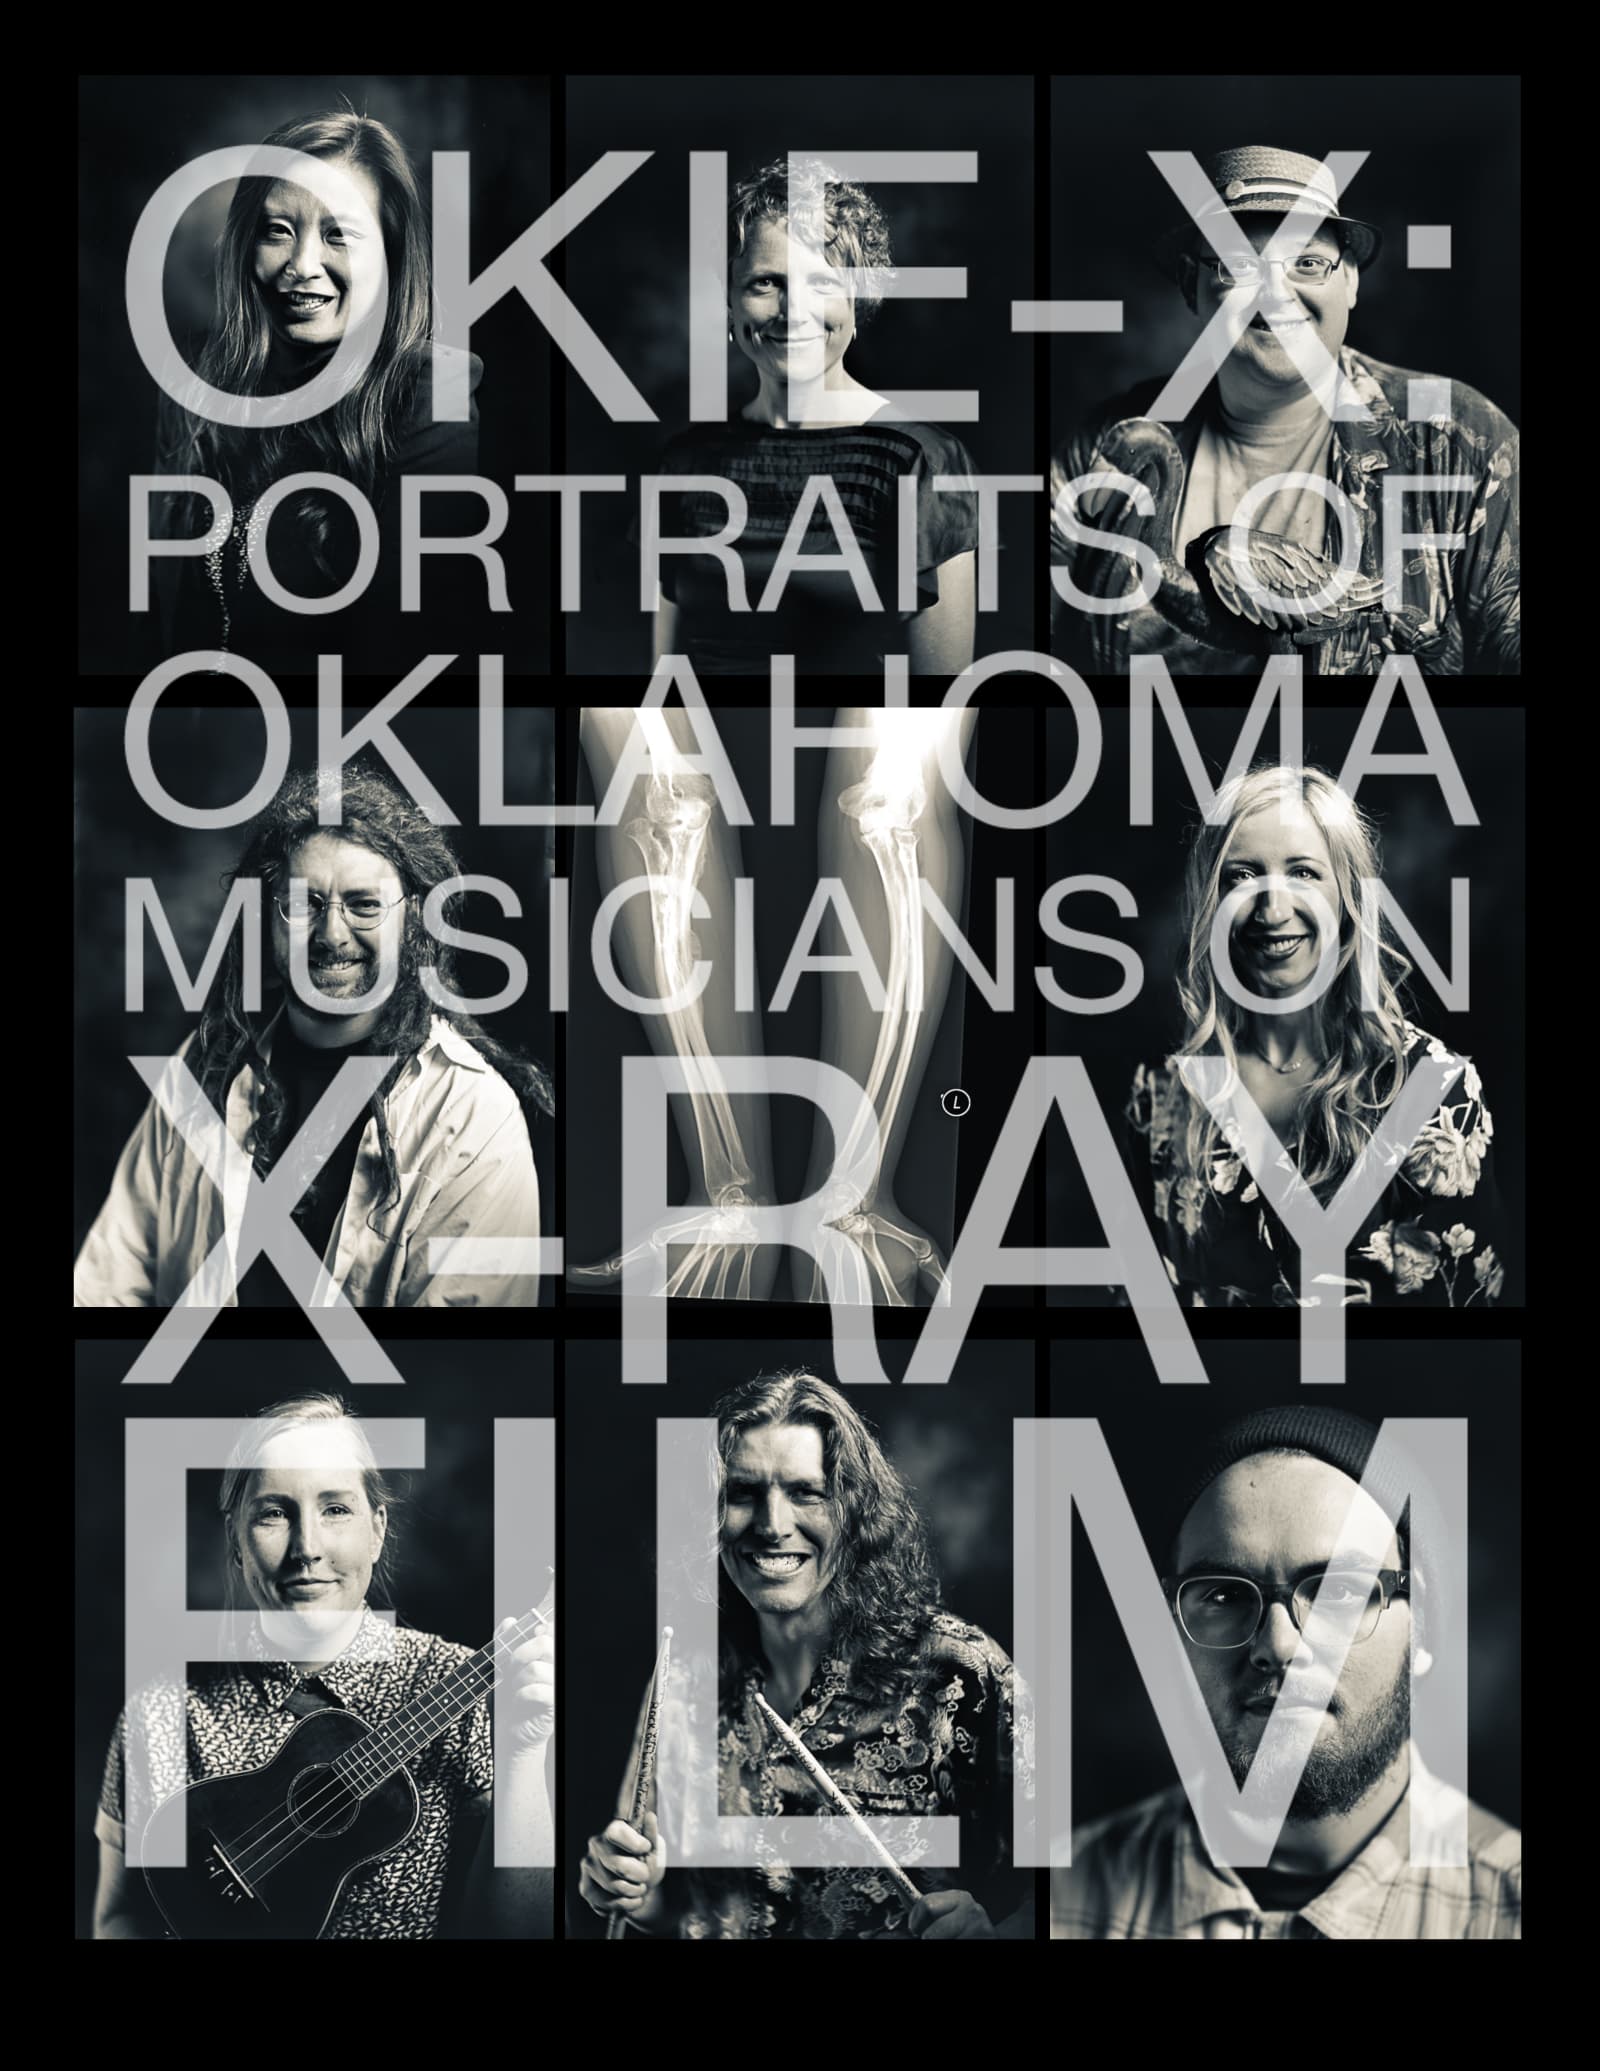 OKIE-X:
PORTRAITS OF
OKLAHOMA
MUSICIANS ON
X-RAY
FILM
L